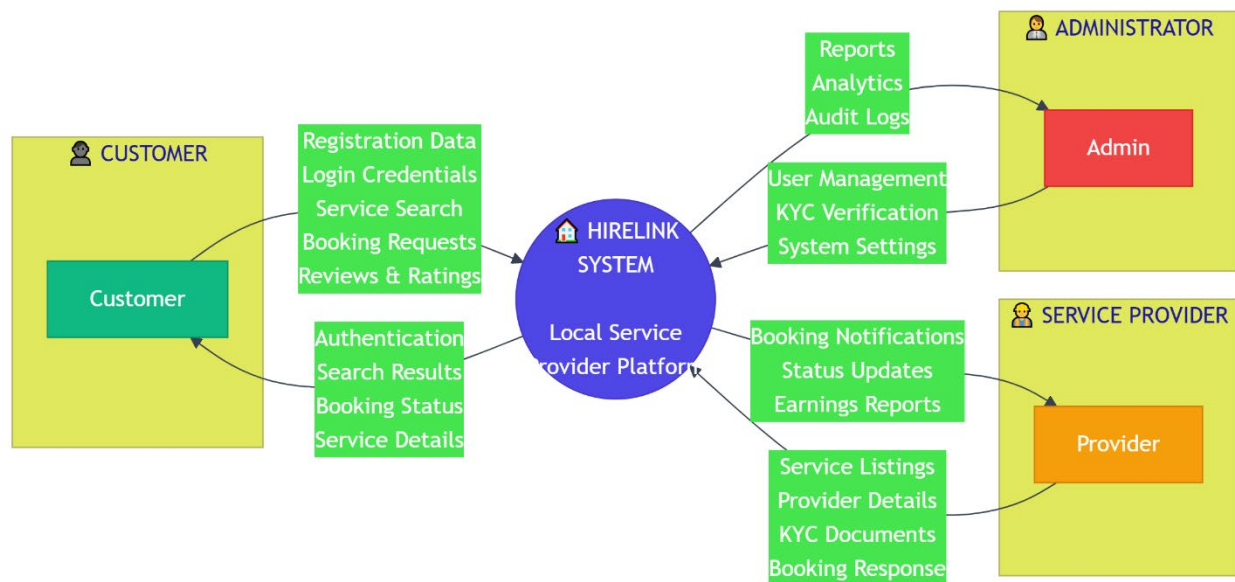 CUSTOMER
Customer
Registration Data
Login Credentials
Service Search
Booking Requests
Reviews & Ratings
Authentication
Search Results
Booking Status
Service Details
HIRELINK
SYSTEM
Local Service
Provider Platform
Reports
Analytics
Audit Logs
User Management
KYC Verification
System Settings
ADMINISTRATOR
Admin
Booking Notifications
Status Updates
Earnings Reports
Service Listings
Provider Details
KYC Documents
Booking Response
SERVICE PROVIDER
Provider